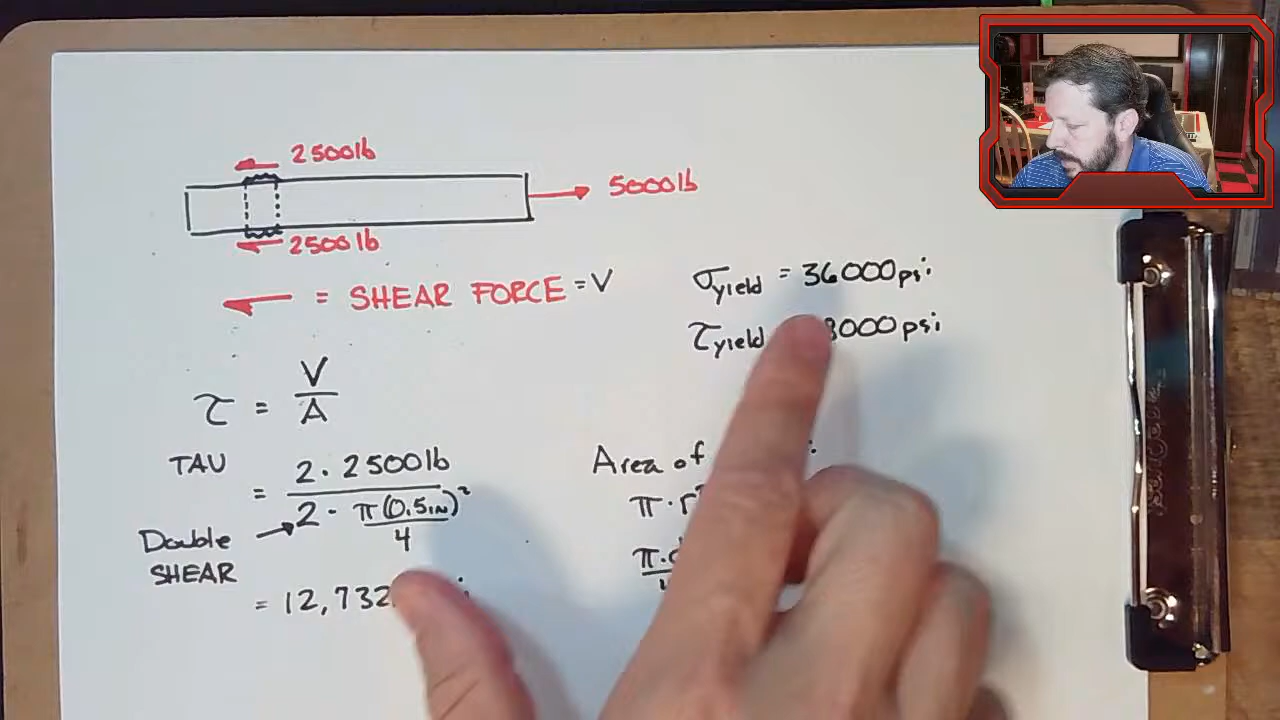 2500lb
5000lb
2500lb
= SHEAR FORCE = V
σyield = 36000psi
τyield 8000psi
τ = V/A
TAU
= 2 · 2500lb / 2 · π(0.5in)²/4
Double
SHEAR
= 12,732
Area of :
π·r
π·